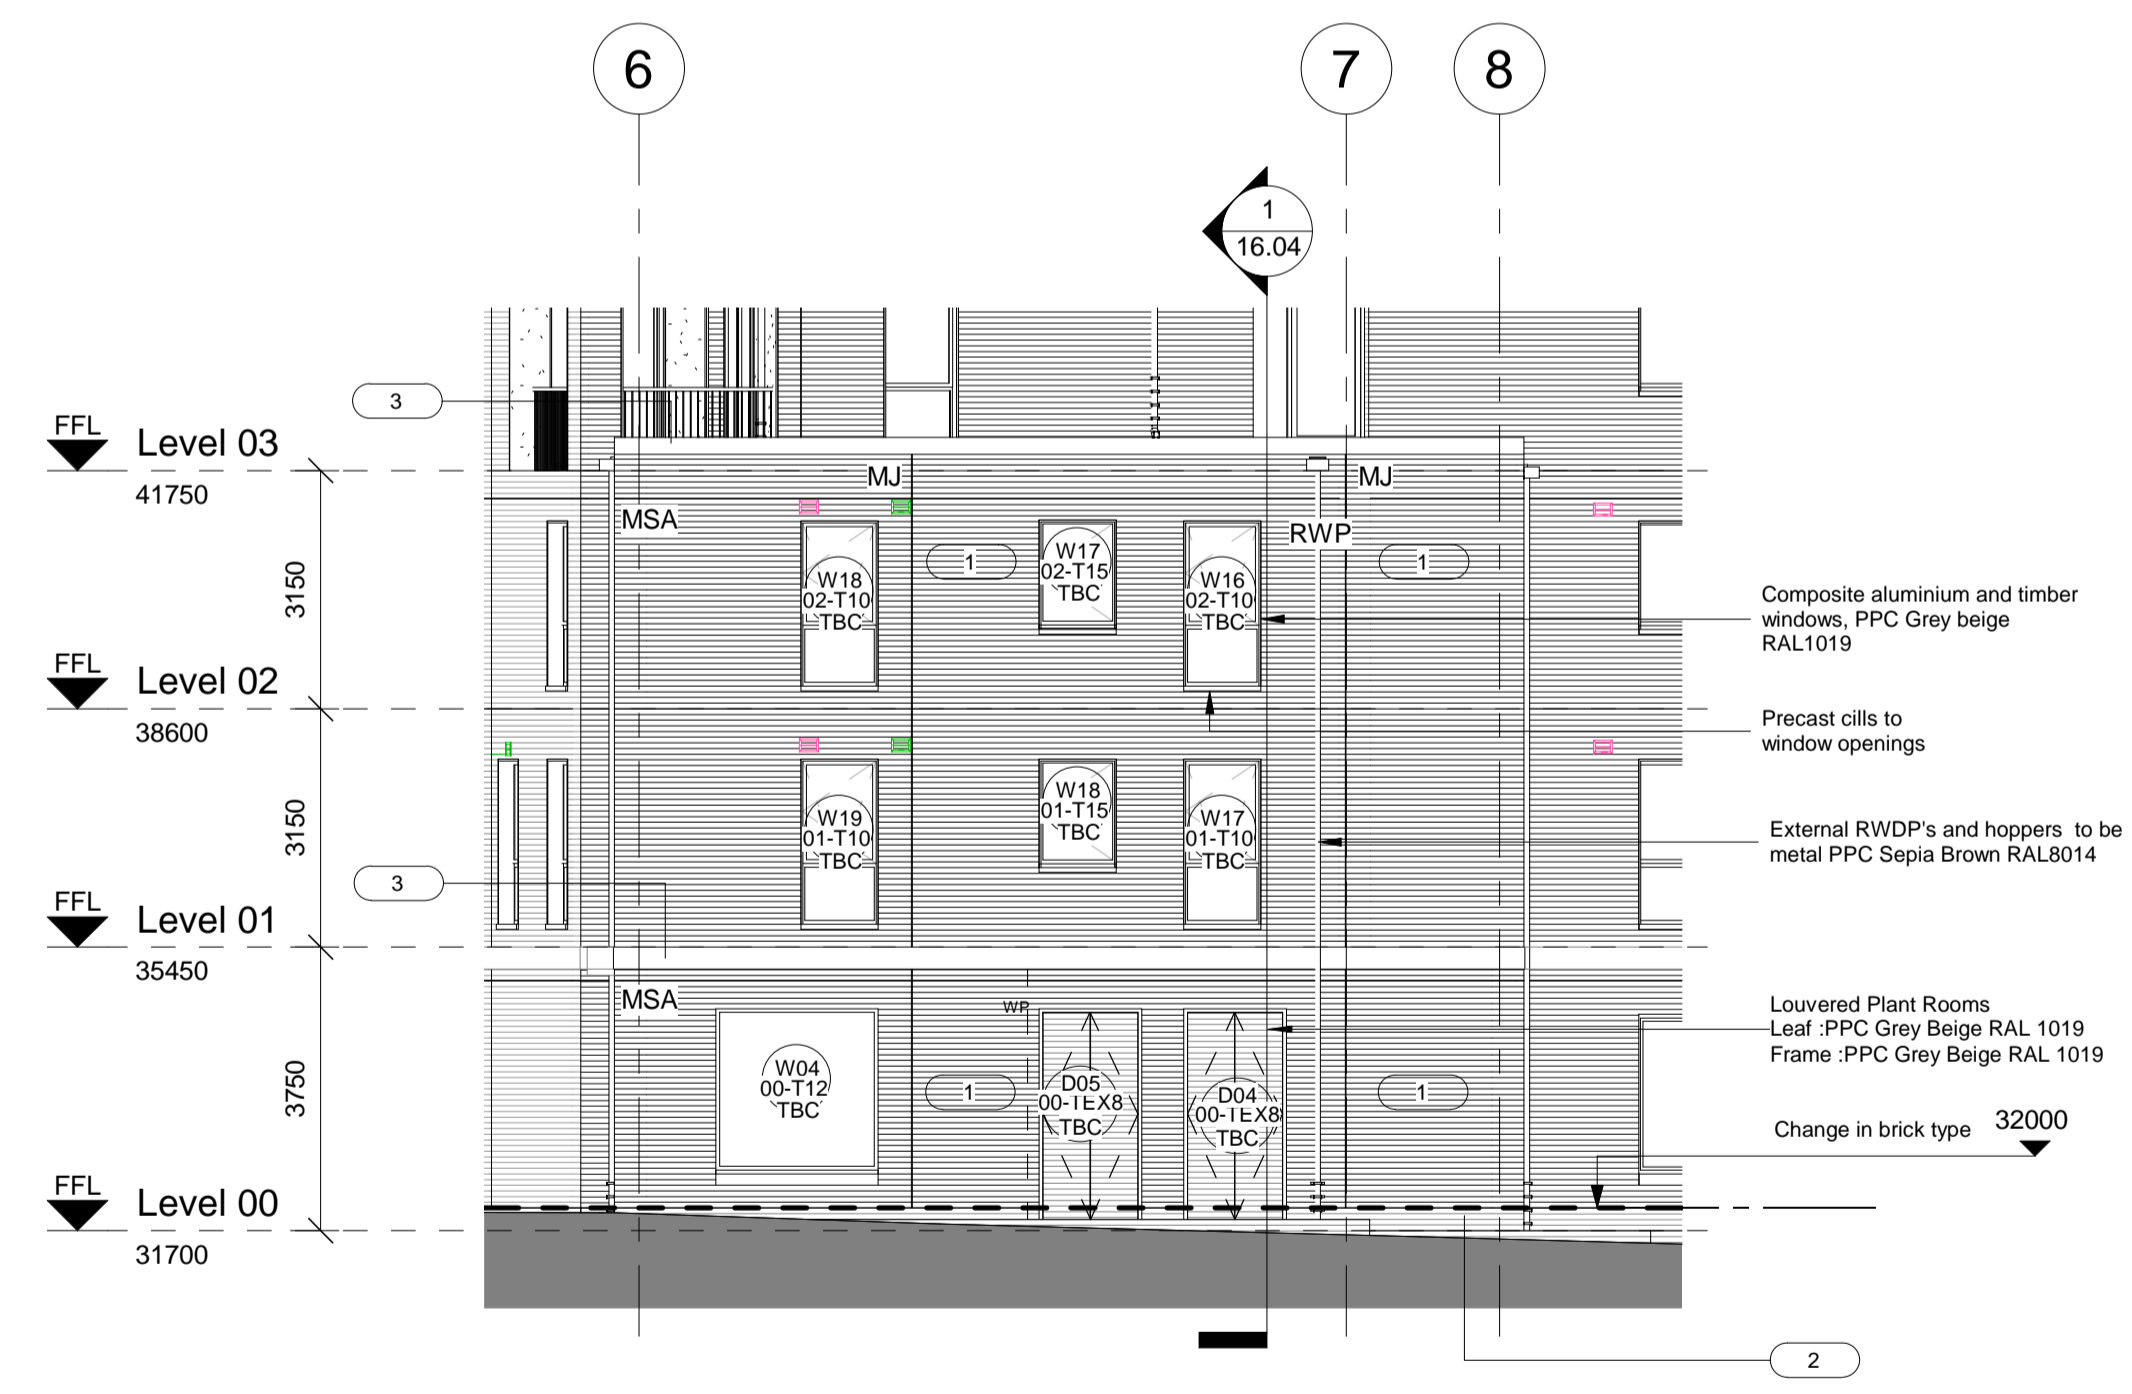 6
7
8
1
16.04
3
FFL
Level 03
41750
MJ
MJ
MSA
RWP
3150
W18
02-T10
TBC
1
W17
02-T15
TBC
W16
02-T10
TBC
1
Composite aluminium and timber
windows, PPC Grey beige
RAL1019
FFL
Level 02
38600
Precast cills to
window openings
3150
W19
01-T10
TBC
W18
01-T15
TBC
W17
01-T10
TBC
External RWDP's and hoppers to be
metal PPC Sepia Brown RAL8014
3
FFL
Level 01
35450
MSA
WP
Louvered Plant Rooms
Leaf :PPC Grey Beige RAL 1019
Frame :PPC Grey Beige RAL 1019
3750
W04
00-T12
TBC
1
D05
00-TEX8
TBC
D04
00-TEX8
TBC
1
Change in brick type
32000
FFL
Level 00
31700
2